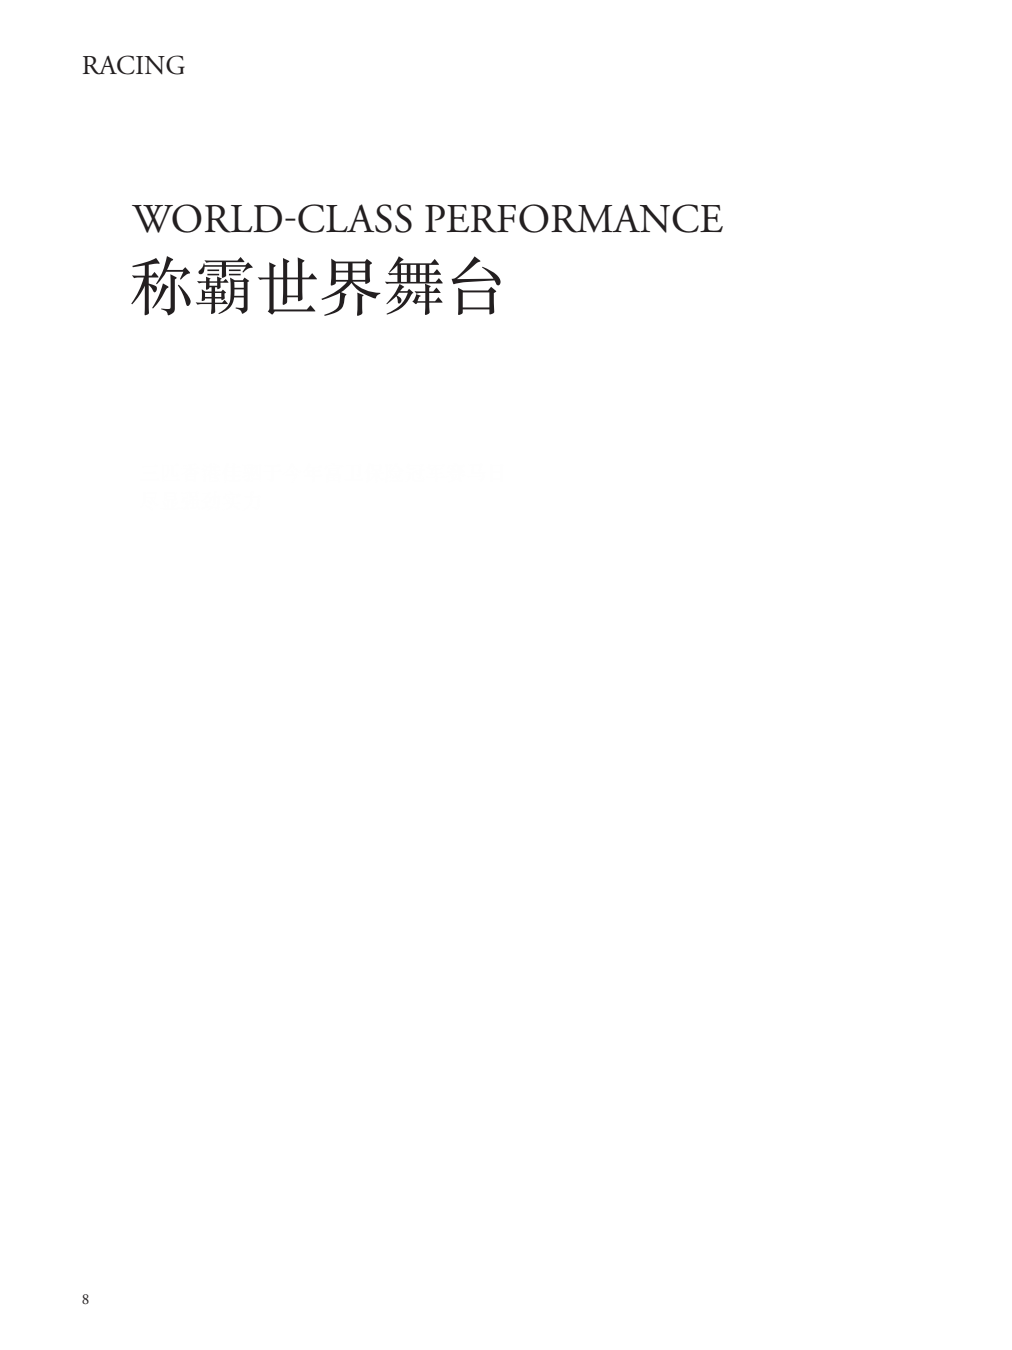 RACING
WORLD-CLASS PERFORMANCE
称霸世界舞台
8